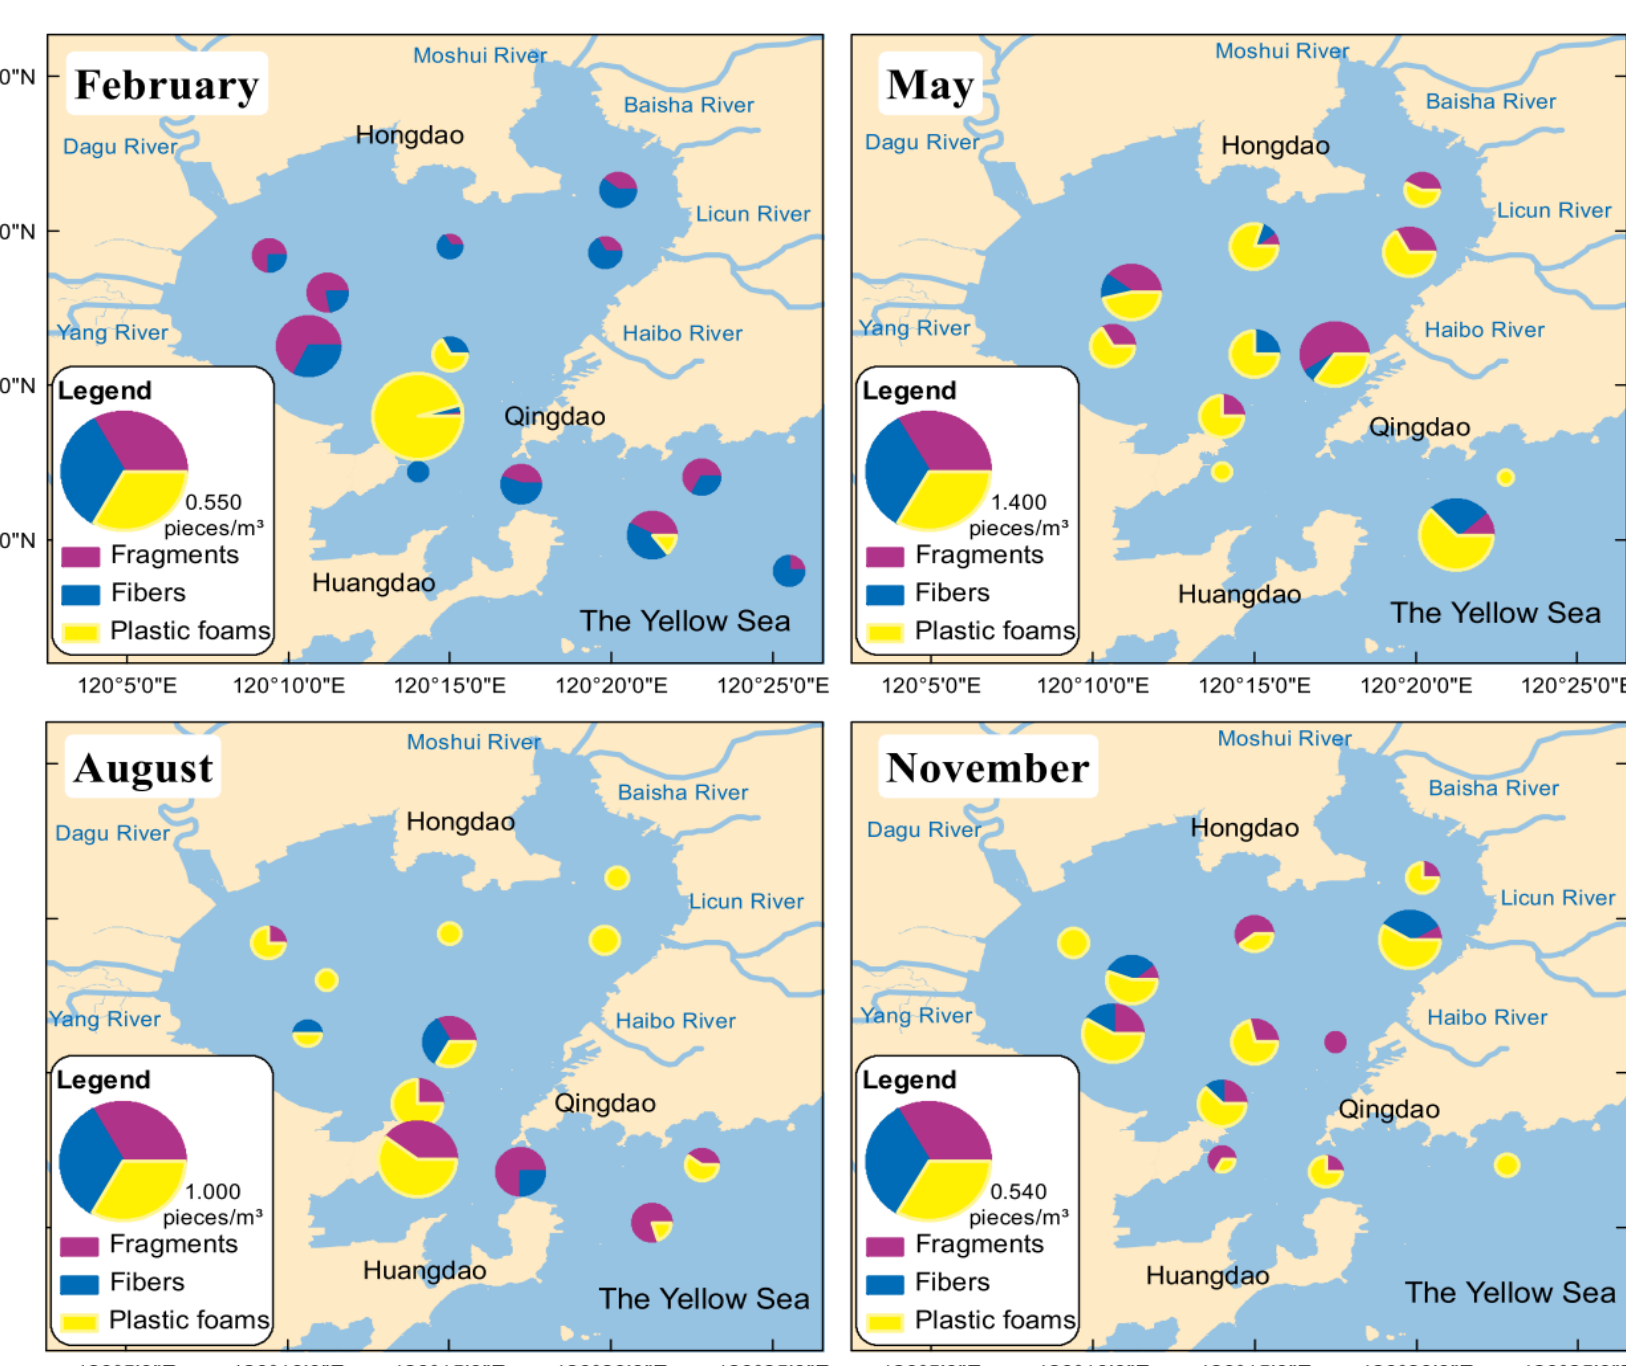 February
Moshui River
Baisha River
Hongdao
Dagu River
Licun River
Yang River
Haibo River
Legend
0.550
pieces/m³
Fragments
Fibers
Plastic foams
Qingdao
Huangdao
The Yellow Sea
0"N
0"N
0"N
0"N
120°5'0"E 120°10'0"E 120°15'0"E 120°20'0"E 120°25'0"E
May
Moshui River
Baisha River
Hongdao
Dagu River
Licun River
Yang River
Haibo River
Legend
1.400
pieces/m³
Fragments
Fibers
Plastic foams
Qingdao
Huangdao
The Yellow Sea
120°5'0"E 120°10'0"E 120°15'0"E 120°20'0"E 120°25'0"E
August
Moshui River
Baisha River
Hongdao
Dagu River
Licun River
Yang River
Haibo River
Legend
1.000
pieces/m³
Fragments
Fibers
Plastic foams
Qingdao
Huangdao
The Yellow Sea
November
Moshui River
Baisha River
Hongdao
Dagu River
Licun River
Yang River
Haibo River
Legend
0.540
pieces/m³
Fragments
Fibers
Plastic foams
Qingdao
Huangdao
The Yellow Sea